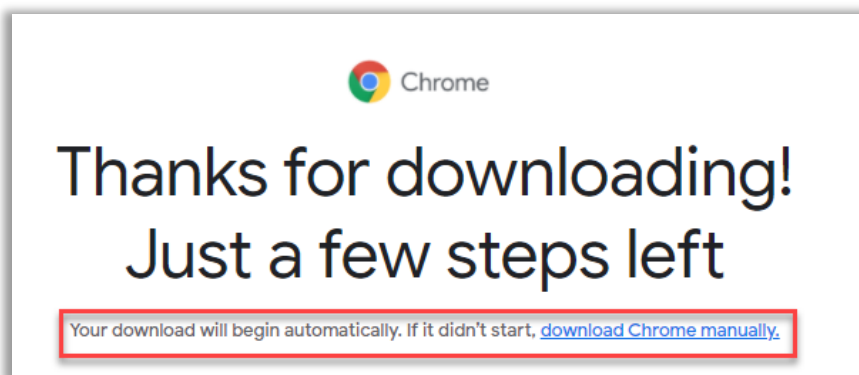 Chrome
Thanks for downloading!
Just a few steps left
Your download will begin automatically. If it didn’t start, download Chrome manually.